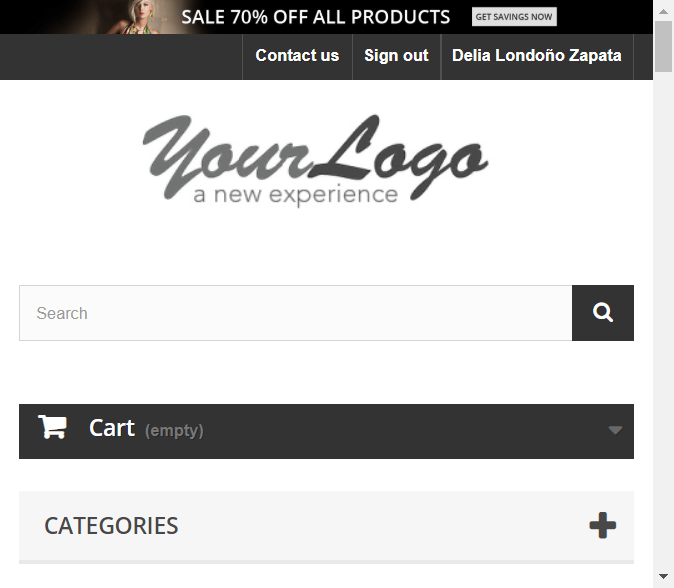 SALE 70% OFF ALL PRODUCTS GET SAVINGS NOW
Contact us Sign out Delia Londoño Zapata
YourLogo
a new experience
Search
Cart (empty)
CATEGORIES